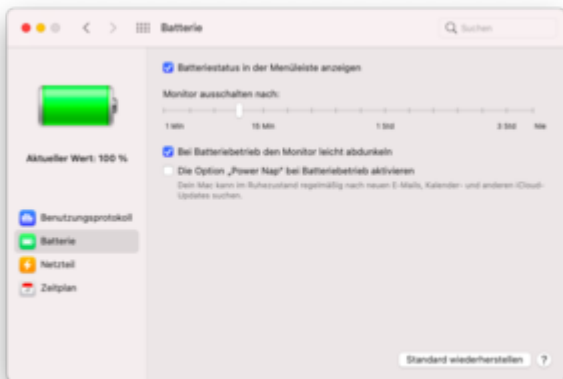 Batterie
Suchen
Batteriestatus in der Menüleiste anzeigen
Monitor ausschalten nach:
1 Min 15 Min 1 Std 3 Std Nie
Aktueller Wert: 100 %
Bei Batteriebetrieb den Monitor leicht abdunkeln
Die Option „Power Nap“ bei Batteriebetrieb aktivieren
Dein Mac kann im Ruhezustand regelmäßig nach neuen E-Mails, Kalender- und anderen iCloud-
Updates suchen.
Benutzungsprotokoll
Batterie
Netzteil
Zeitplan
Standard wiederherstellen ?